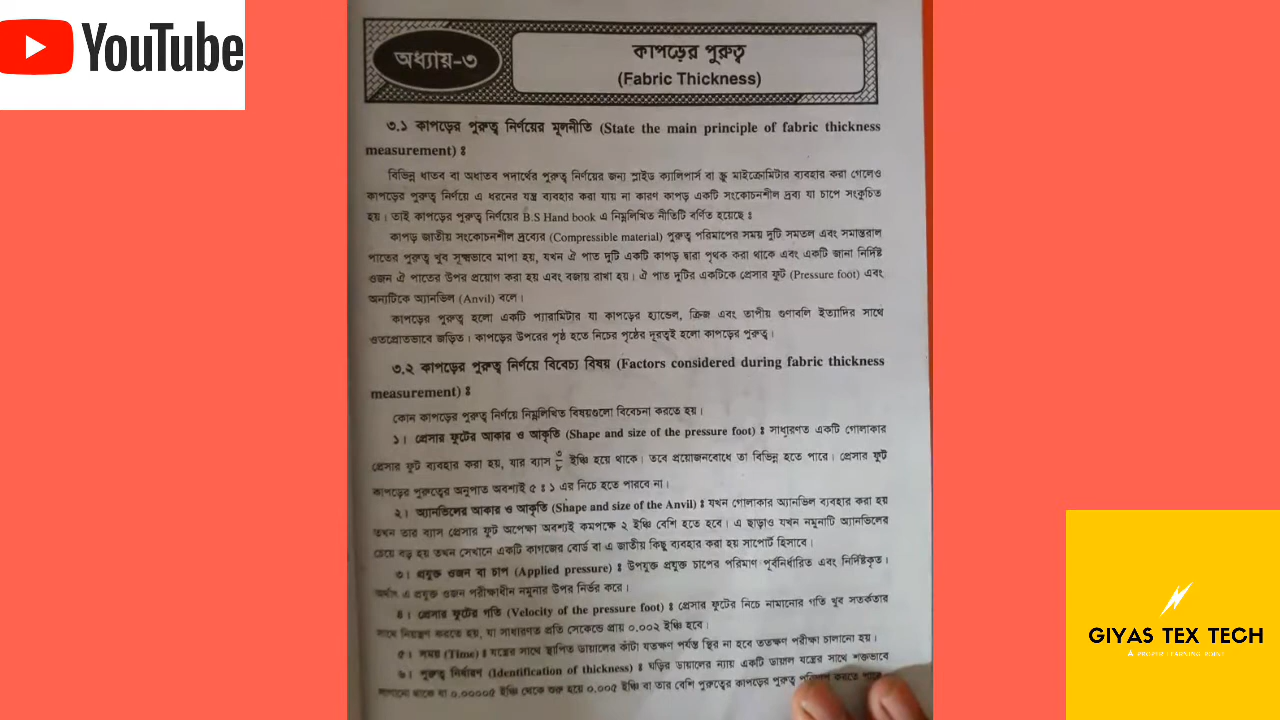 YouTube
অধ্যায়-৩
কাপড়ের পুরুত্ব
(Fabric Thickness)
৩.১ কাপড়ের পুরুত্ব নির্ণয়ের মূলনীতি (State the main principle of fabric thickness
measurement) ঃ
বিভিন্ন ধাতব বা অধাতব পদার্থের পুরুত্ব নির্ণয়ের জন্য স্লাইড ক্যালিপার্স বা স্ক্রু মাইক্রোমিটার ব্যবহার করা গেলেও
কাপড়ের পুরুত্ব নির্ণয়ে এ ধরনের যন্ত্র ব্যবহার করা যায় না কারণ কাপড় একটি সংকোচনশীল দ্রব্য যা চাপে সংকুচিত
হয়। তাই কাপড়ের পুরুত্ব নির্ণয়ের B.S Hand book এ নিম্নলিখিত নীতিটি বর্ণিত হয়েছে ঃ
কাপড় জাতীয় সংকোচনশীল দ্রব্যের (Compressible material) পুরুত্ব পরিমাপের সময় দুটি সমতল এবং সমান্তরাল
পাতের পুরুত্ব খুব সূক্ষ্মভাবে মাপা হয়, যখন ঐ পাত দুটি একটি কাপড় দ্বারা পৃথক করা থাকে এবং একটি জানা নির্দিষ্ট
ওজন ঐ পাতের উপর প্রয়োগ করা হয় এবং বজায় রাখা হয়। ঐ পাত দুটির একটিকে প্রেসার ফুট (Pressure foot) এবং
অন্যটিকে অ্যানভিল (Anvil) বলে।
কাপড়ের পুরুত্ব হলো একটি প্যারামিটার যা কাপড়ের হ্যান্ডেল, ক্রিজ এবং তাপীয় গুণাবলি ইত্যাদির সাথে
ওতপ্রোতভাবে জড়িত। কাপড়ের উপরের পৃষ্ঠ হতে নিচের পৃষ্ঠের দূরত্বই হলো কাপড়ের পুরুত্ব।
৩.২ কাপড়ের পুরুত্ব নির্ণয়ে বিবেচ্য বিষয় (Factors considered during fabric thickness
measurement) ঃ
কোন কাপড়ের পুরুত্ব নির্ণয়ে নিম্নলিখিত বিষয়গুলো বিবেচনা করতে হয়।
১। প্রেসার ফুটের আকার ও আকৃতি (Shape and size of the pressure foot) ঃ সাধারণত একটি গোলাকার
প্রেসার ফুট ব্যবহার করা হয়, যার ব্যাস ৩/৮ ইঞ্চি হয়ে থাকে। তবে প্রয়োজনবোধে তা বিভিন্ন হতে পারে। প্রেসার ফুট
কাপড়ের পুরুত্বের অনুপাত অবশ্যই ৫ ঃ ১ এর নিচে হতে পারবে না।
২। অ্যানভিলের আকার ও আকৃতি (Shape and size of the Anvil) ঃ যখন গোলাকার অ্যানভিল ব্যবহার করা হয়
তখন তার ব্যাস প্রেসার ফুট অপেক্ষা অবশ্যই কমপক্ষে ২ ইঞ্চি বেশি হতে হবে। এ ছাড়াও যখন নমুনাটি অ্যানভিলের
চেয়ে বড় হয় তখন সেখানে একটি কাগজের বোর্ড বা এ জাতীয় কিছু ব্যবহার করা হয় সাপোর্ট হিসাবে।
৩। প্রযুক্ত ওজন বা চাপ (Applied pressure) ঃ উপযুক্ত প্রযুক্ত চাপের পরিমাণ পূর্বনির্ধারিত এবং নির্দিষ্টকৃত।
অর্থাৎ এ প্রযুক্ত ওজন পরীক্ষাধীন নমুনার উপর নির্ভর করে।
৪। প্রেসার ফুটের গতি (Velocity of the pressure foot) ঃ প্রেসার ফুটের নিচে নামানোর গতি খুব সতর্কতার
সাথে নিয়ন্ত্রণ করতে হয়, যা সাধারণত প্রতি সেকেন্ডে প্রায় ০.০০২ ইঞ্চি হবে।
৫। সময় (Time) ঃ যন্ত্রের সাথে স্থাপিত ডায়ালের কাঁটা যতক্ষণ পর্যন্ত স্থির না হবে ততক্ষণ পরীক্ষা চালানো হয়।
৬। পুরুত্ব নির্ধারণ (Identification of thickness) ঃ ঘড়ির ডায়ালের ন্যায় একটি ডায়াল যন্ত্রের সাথে শক্তভাবে
লাগানো থাকে যা ০.০০০০৫ ইঞ্চি থেকে শুরু হয়ে ০.০০৫ ইঞ্চি বা তার বেশি পুরুত্বের কাপড়ের পুরুত্ব করতে পারে
GIYAS TEX TECH
A PROPER LEARNING POINT